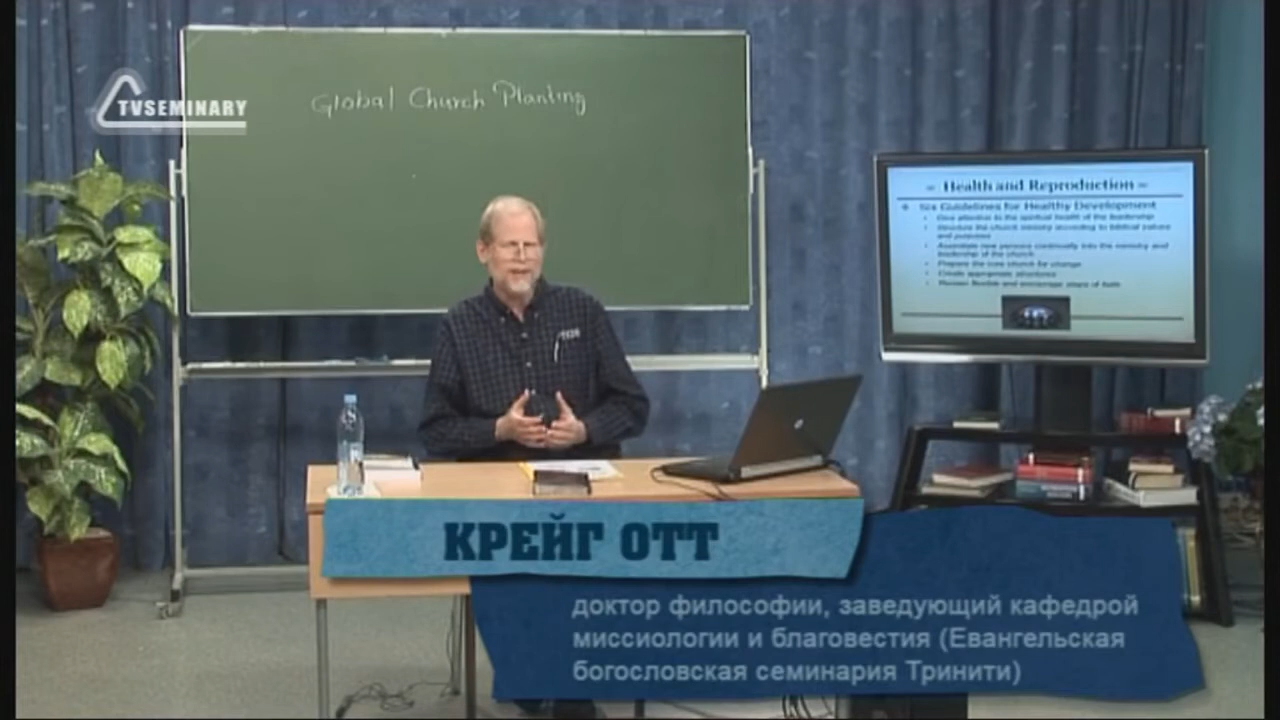 TVSEMINARY
Global Church Planting
Health and Reproduction
Six Guidelines for Healthy Development
Give attention to the spiritual health of the leadership
Structure the church ministry according to biblical values
and purposes
Assimilate new persons continually into the ministry and
leadership of the church
Prepare the core church for change
Create appropriate structures
Remain flexible and encourage steps of faith
КРЕЙГ ОТТ
доктор философии, заведующий кафедрой
миссиологии и благовестия (Евангельская
богословская семинария Тринити)